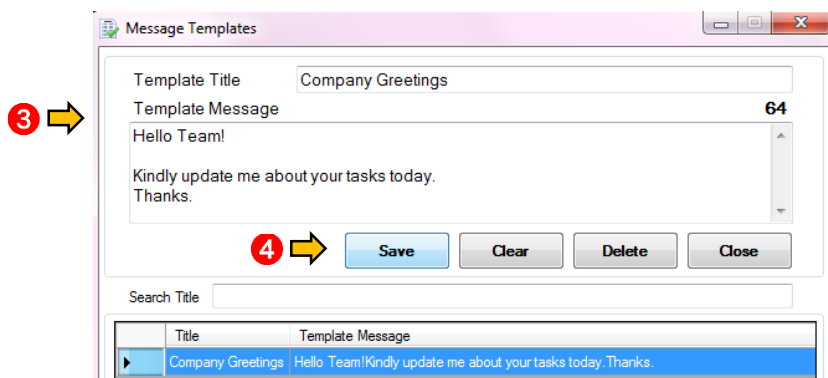 Message Templates
Template Title Company Greetings
3 Template Message 64
Hello Team!
Kindly update me about your tasks today.
Thanks.
4 Save Clear Delete Close
Search Title
Title Template Message
Company Greetings Hello Team!Kindly update me about your tasks today.Thanks.